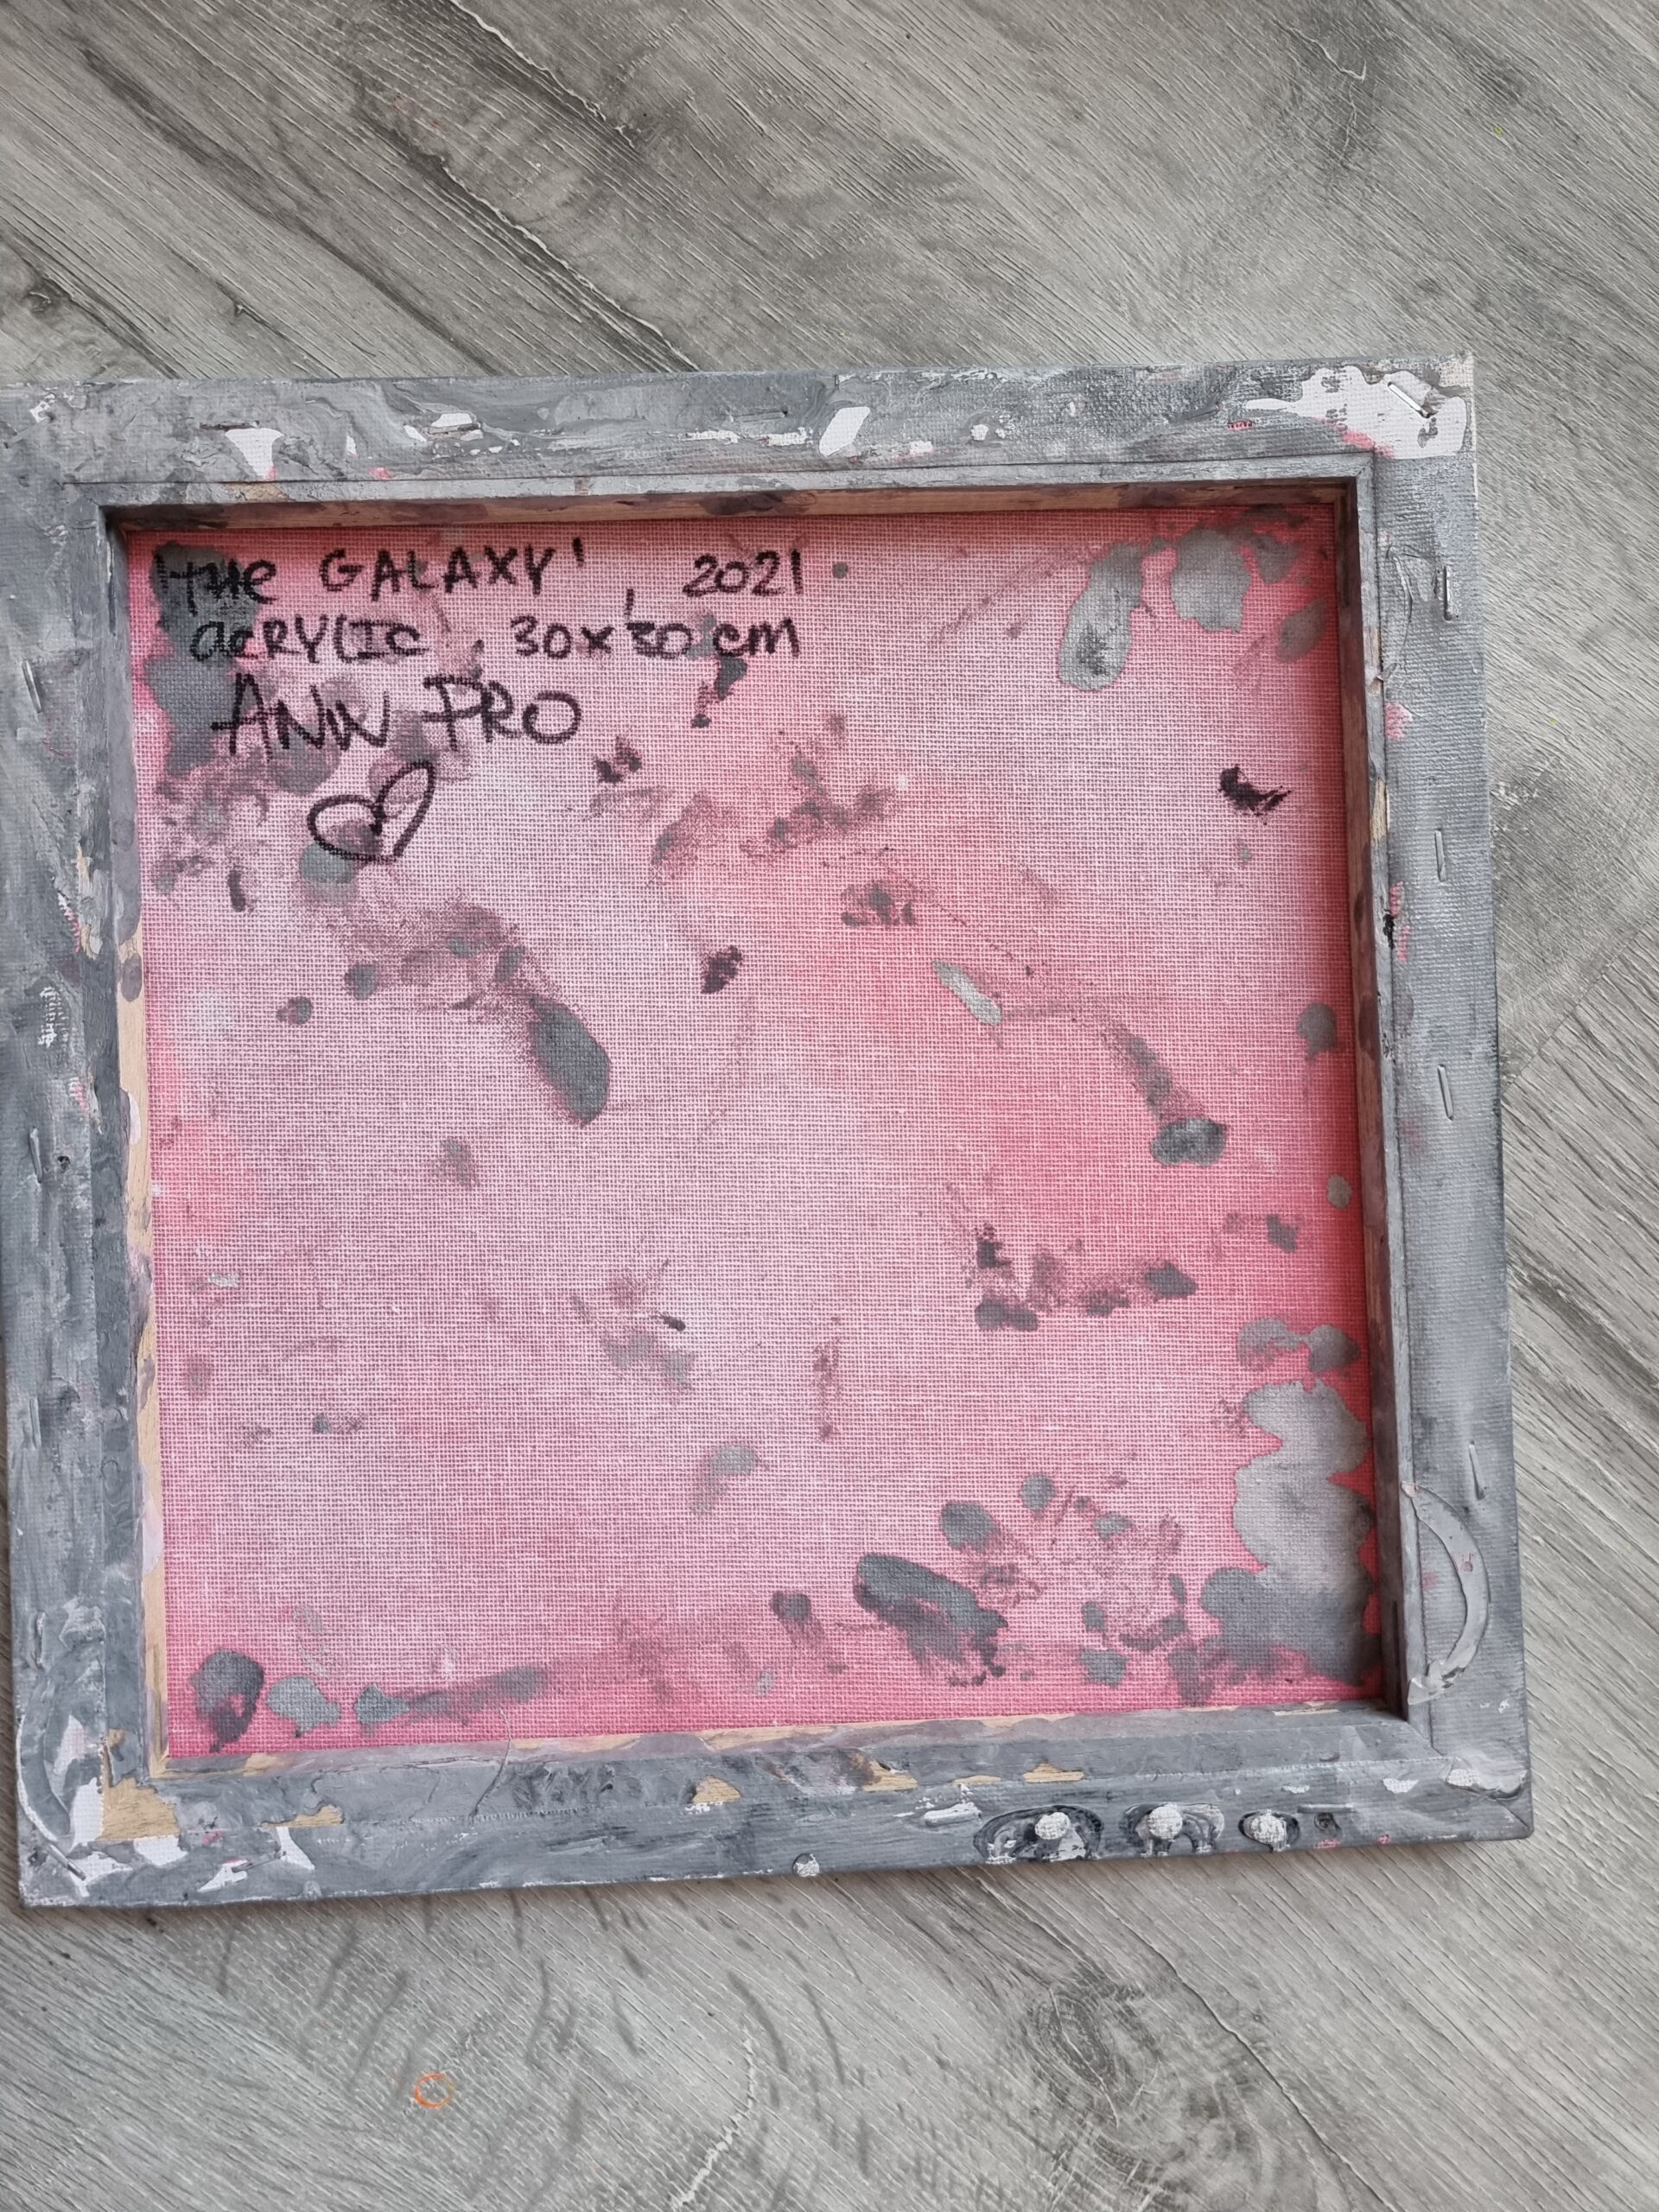 'THe GALAXY', 2021
acRYLIC, 30x30 cm
ANN PRO